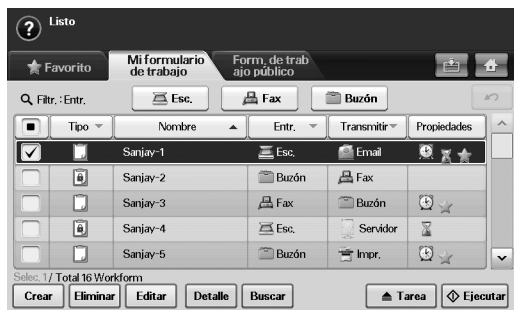 Listo
Favorito
Mi formulario
de trabajo
Form. de trab
ajo público
Filtr. : Entr.
Esc.
Fax
Buzón
Tipo
Nombre
Entr.
Transmitir
Propiedades
Sanjay-1
Esc.
Email
Sanjay-2
Buzón
Fax
Sanjay-3
Fax
Buzón
Sanjay-4
Esc.
Servidor
Sanjay-5
Buzón
Impr.
Selec. 1/ Total 16 Workform
Crear
Eliminar
Editar
Detalle
Buscar
Tarea
Ejecutar